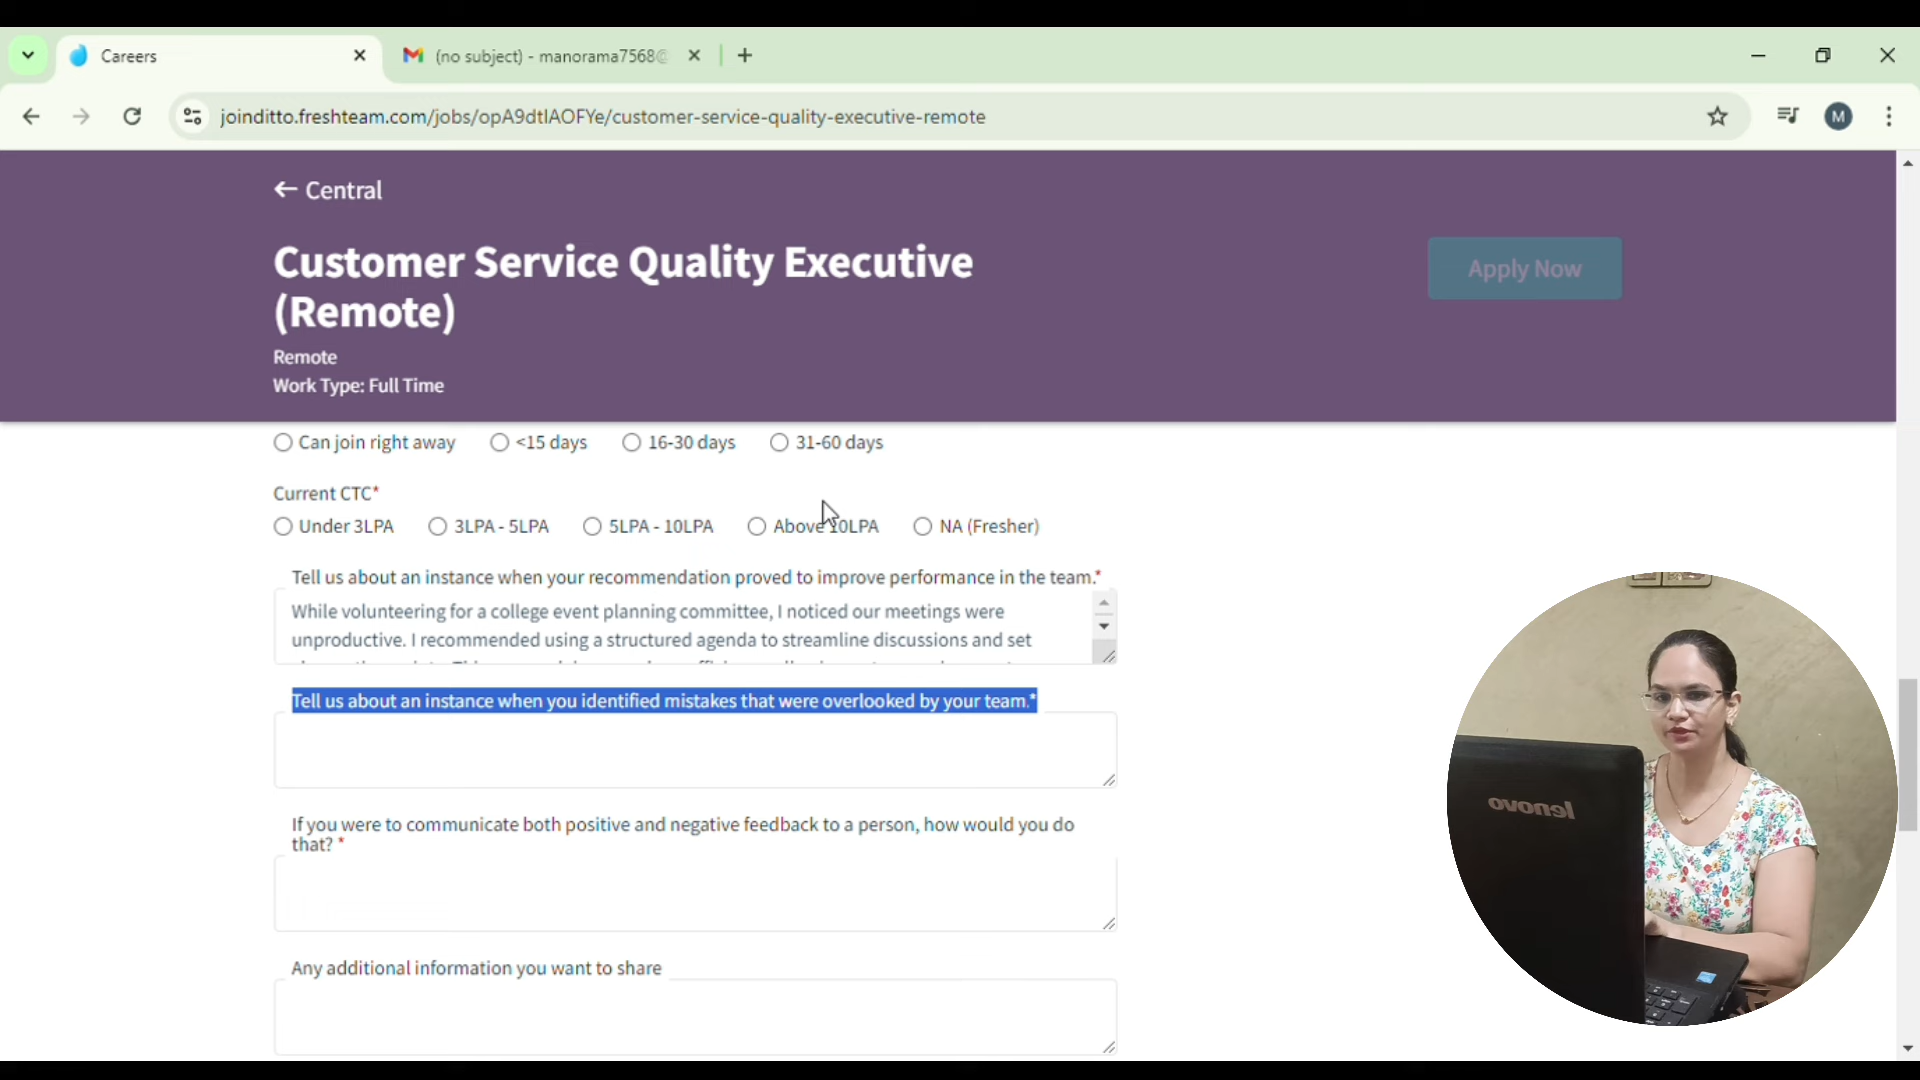 Careers
(no subject) - manorama7568@
joinditto.freshteam.com/jobs/opA9dtIAOFYe/customer-service-quality-executive-remote
M
← Central
Customer Service Quality Executive
(Remote)
Apply Now
Remote
Work Type: Full Time
Can join right away <15 days 16-30 days 31-60 days
Current CTC*
Under 3LPA 3LPA - 5LPA 5LPA - 10LPA Above 10LPA NA (Fresher)
Tell us about an instance when your recommendation proved to improve performance in the team.*
While volunteering for a college event planning committee, I noticed our meetings were
unproductive. I recommended using a structured agenda to streamline discussions and set
Tell us about an instance when you identified mistakes that were overlooked by your team.*
If you were to communicate both positive and negative feedback to a person, how would you do
that? *
Any additional information you want to share
lenovo